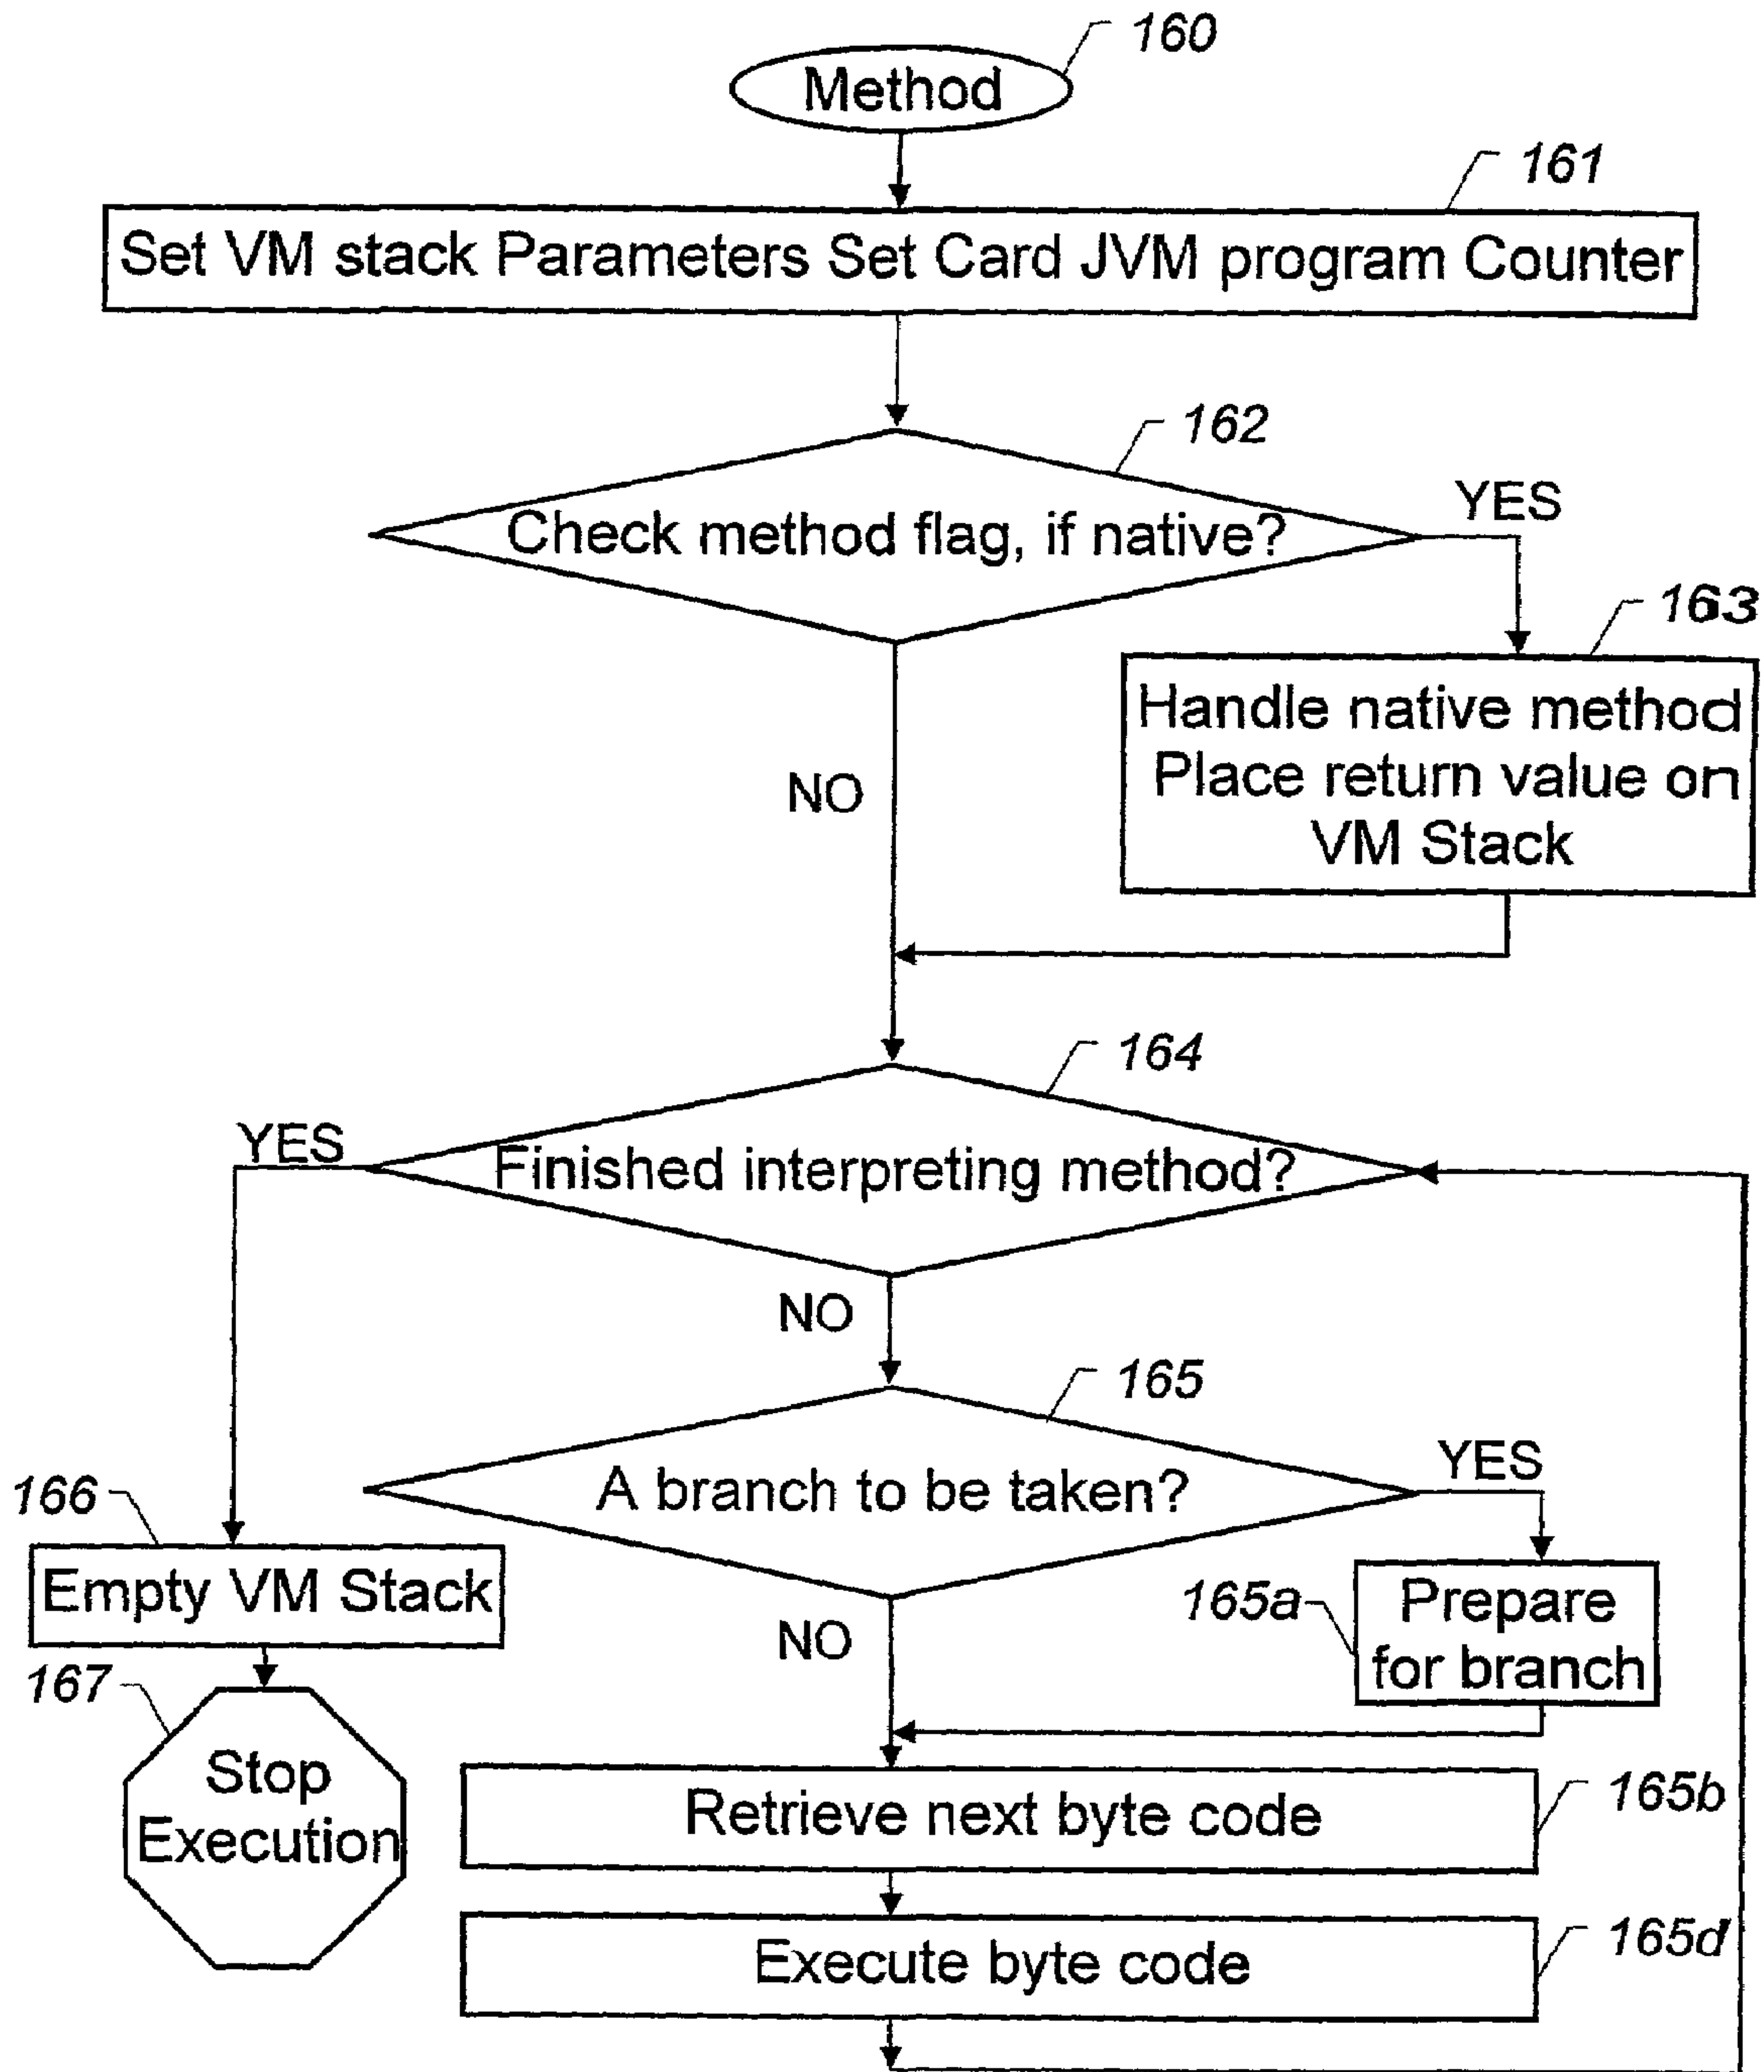 160
Method
161
Set VM stack Parameters Set Card JVM program Counter
162
Check method flag, if native?
YES
163
Handle native method
Place return value on
VM Stack
NO
164
YES
Finished interpreting method?
NO
165
A branch to be taken?
YES
166
Empty VM Stack
165a
Prepare
for branch
NO
167
Stop
Execution
Retrieve next byte code
165b
Execute byte code
165d